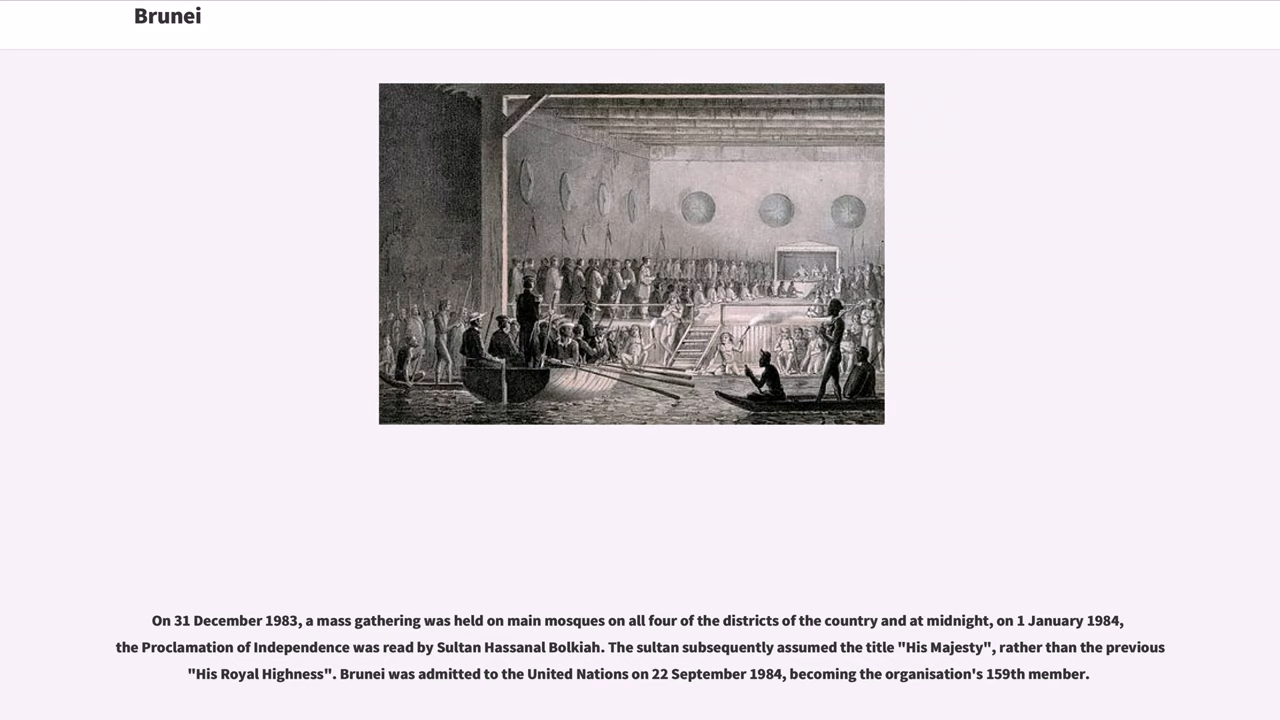 Brunei
On 31 December 1983, a mass gathering was held on main mosques on all four of the districts of the country and at midnight, on 1 January 1984,
the Proclamation of Independence was read by Sultan Hassanal Bolkiah. The sultan subsequently assumed the title "His Majesty", rather than the previous
"His Royal Highness". Brunei was admitted to the United Nations on 22 September 1984, becoming the organisation's 159th member.